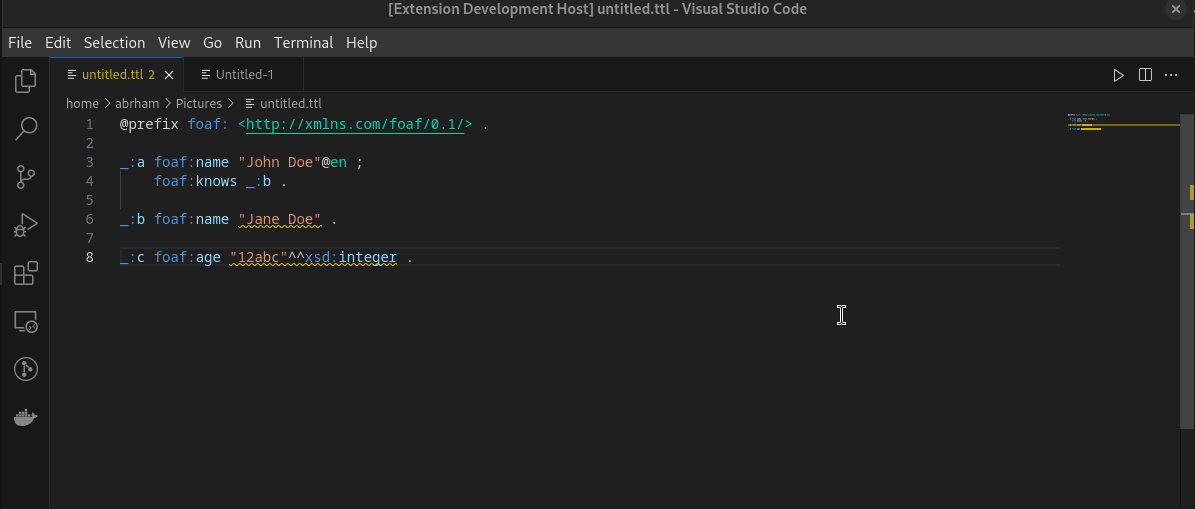 [Extension Development Host] untitled.ttl - Visual Studio Code
File Edit Selection View Go Run Terminal Help
untitled.ttl 2 Untitled-1
home > abrham > Pictures > untitled.ttl
1 @prefix foaf: <http://xmlns.com/foaf/0.1/> .
2
3 _:a foaf:name "John Doe"@en ;
4 foaf:knows _:b .
5
6 _:b foaf:name "Jane Doe" .
7
8 _:c foaf:age "12abc"^^xsd:integer .